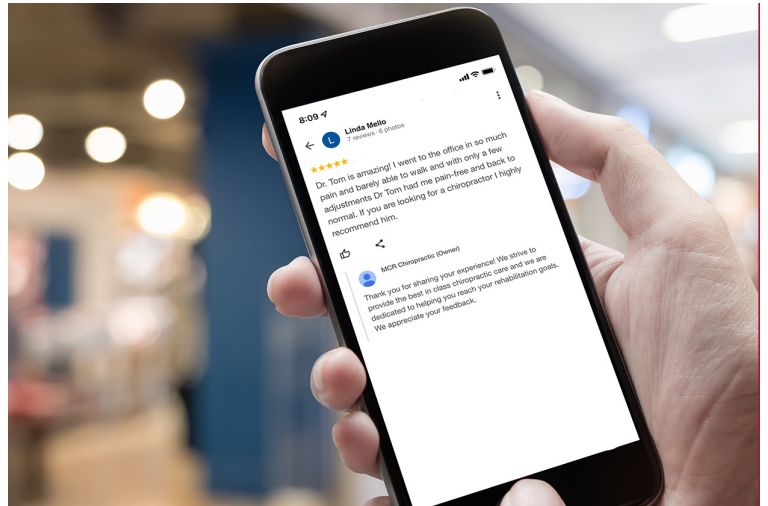 8:09
L
Linda Mello
7 reviews · 6 photos
Dr. Tom is amazing! I went to the office in so much
pain and barely able to walk and with only a few
adjustments Dr Tom had me pain-free and back to
normal. If you are looking for a chiropractor I highly
recommend him.
MCR Chiropractic (Owner)
Thank you for sharing your experience! We strive to
provide the best in class chiropractic care and we are
dedicated to helping you reach your rehabilitation goals.
We appreciate your feedback.